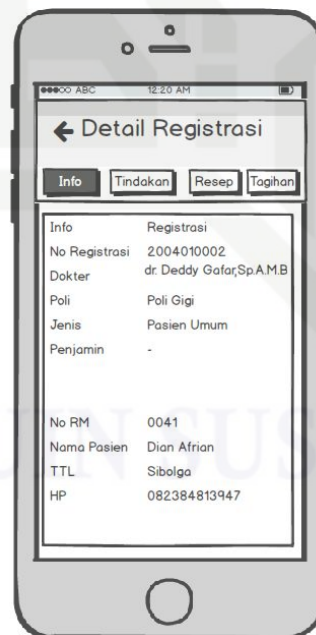 ABC 12:20 AM
← Detail Registrasi
Info Tindakan Resep Tagihan
Info Registrasi
No Registrasi 2004010002
Dokter dr. Deddy Gafar,Sp.A.M.B
Poli Poli Gigi
Jenis Pasien Umum
Penjamin -
No RM 0041
Nama Pasien Dian Afrian
TTL Sibolga
HP 082384813947
UIN SUS